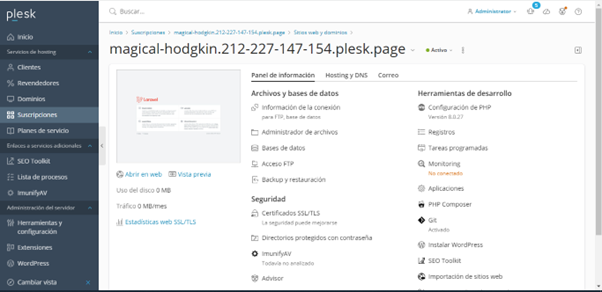 plesk
Buscar...
Administrator
Inicio
Servicios de hosting
Clientes
Revendedores
Dominios
Suscripciones
Planes de servicio
Enlaces a servicios adicionales
SEO Toolkit
Lista de procesos
ImunifyAV
Administración del servidor
Herramientas y
configuración
Extensiones
WordPress
Cambiar vista
Inicio > Suscripciones > magical-hodgkin.212-227-147-154.plesk.page > Sitios web y dominios >
magical-hodgkin.212-227-147-154.plesk.page
Activo
Laravel
Abrir en web
Vista previa
Uso del disco 0 MB
Tráfico 0 MB/mes
Estadísticas web SSL/TLS
Panel de información
Hosting y DNS
Correo
Archivos y bases de datos
Información de la conexión
para FTP, base de datos
Administrador de archivos
Bases de datos
Acceso FTP
Backup y restauración
Seguridad
Certificados SSL/TLS
La seguridad puede mejorarse
Directorios protegidos con contraseña
ImunifyAV
Todavía no analizado
Advisor
Herramientas de desarrollo
Configuración de PHP
Versión 8.0.27
Registros
Tareas programadas
Monitoring
No conectado
Aplicaciones
PHP Composer
Git
Activado
Instalar WordPress
SEO Toolkit
Importación de sitios web